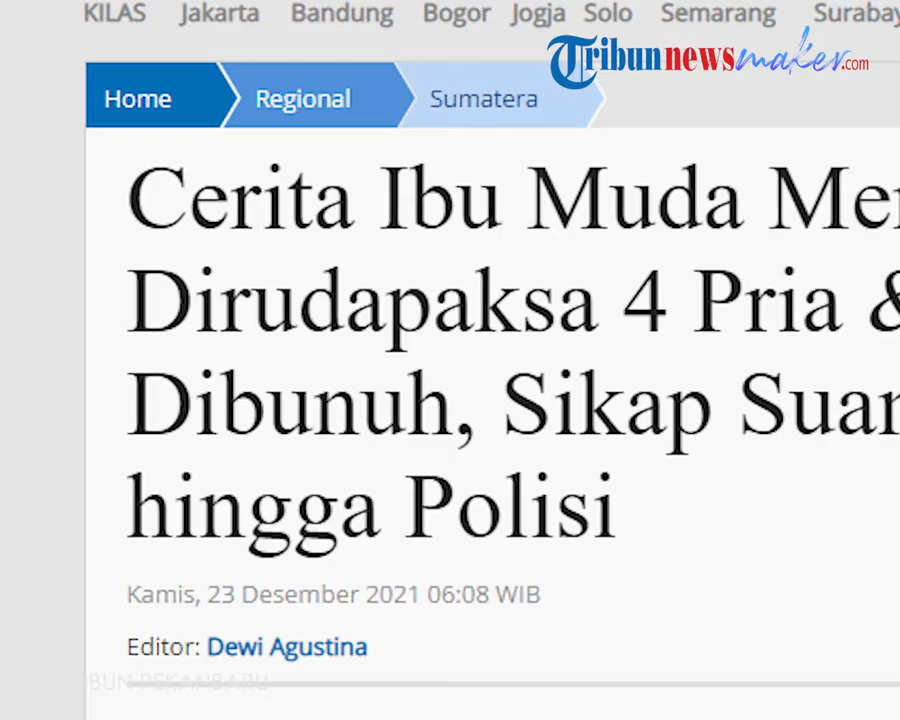 KILAS Jakarta Bandung Bogor Jogja Solo Semarang
Tribunnewsmaker.com
Home Regional Sumatera
Cerita Ibu Muda
Dirudapaksa 4 Pria &
Dibunuh, Sikap
hingga Polisi
Kamis, 23 Desember 2021 06:08 WIB
Editor: Dewi Agustina